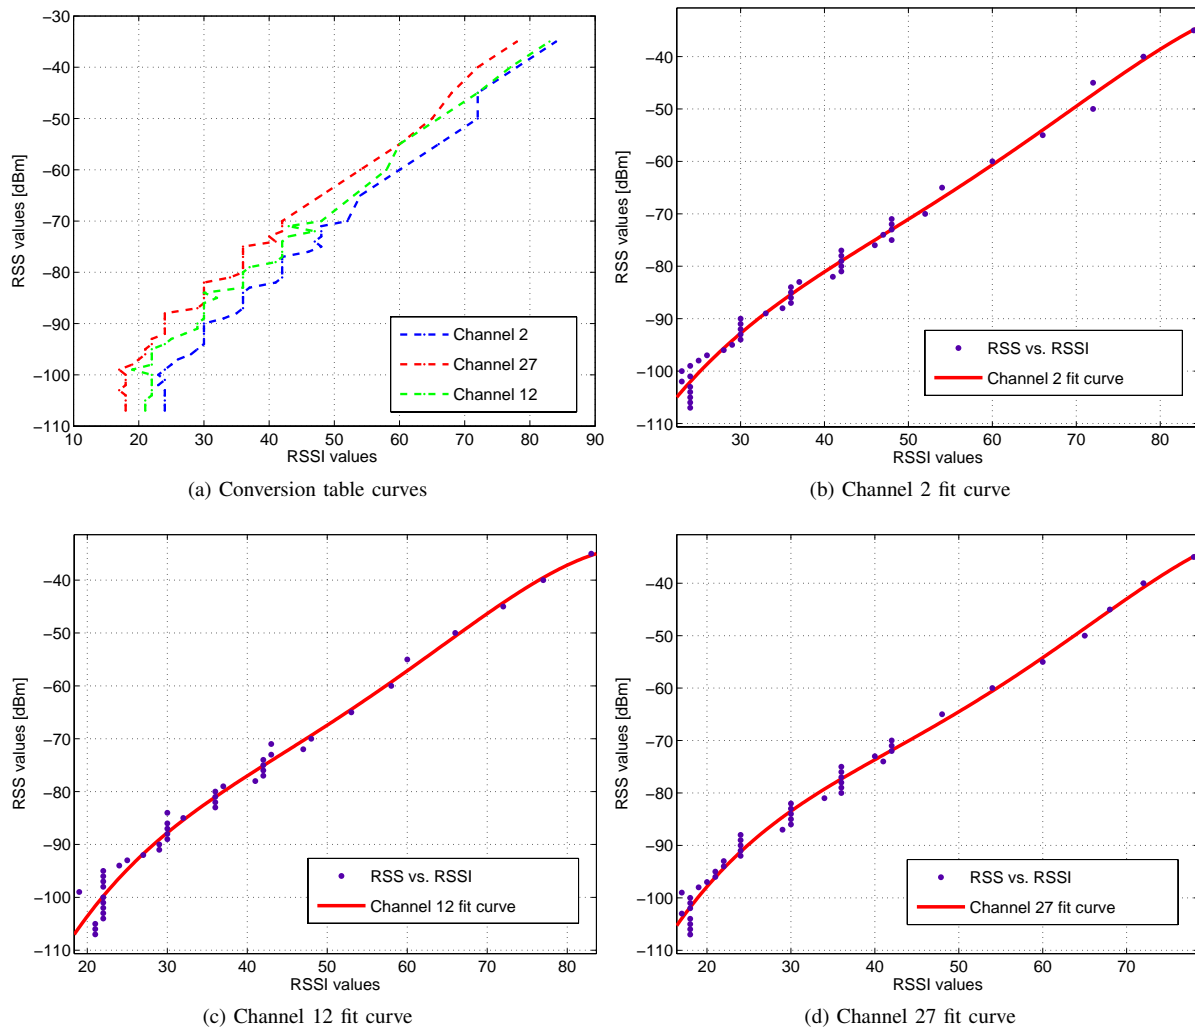 −30
−40
−50
−60
−70
−80
−90
−100
−110
10 20 30 40 50 60 70 80 90
RSS values [dBm]
RSSI values
Channel 2
Channel 27
Channel 12
(a) Conversion table curves
−40
−50
−60
−70
−80
−90
−100
−110
30 40 50 60 70 80
RSS values [dBm]
RSSI values
RSS vs. RSSI
Channel 2 fit curve
(b) Channel 2 fit curve
−40
−50
−60
−70
−80
−90
−100
−110
20 30 40 50 60 70 80
RSS values [dBm]
RSSI values
RSS vs. RSSI
Channel 12 fit curve
(c) Channel 12 fit curve
−40
−50
−60
−70
−80
−90
−100
−110
20 30 40 50 60 70
RSS values [dBm]
RSSI values
RSS vs. RSSI
Channel 27 fit curve
(d) Channel 27 fit curve